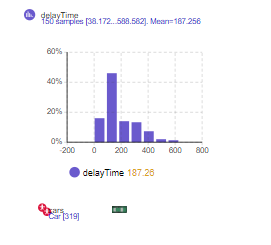 delayTime
150 samples [38.172...588.582]. Mean=187.256
60%
40%
20%
0%
-200 0 200 400 600 800
delayTime 187.26
cars
Car [319]